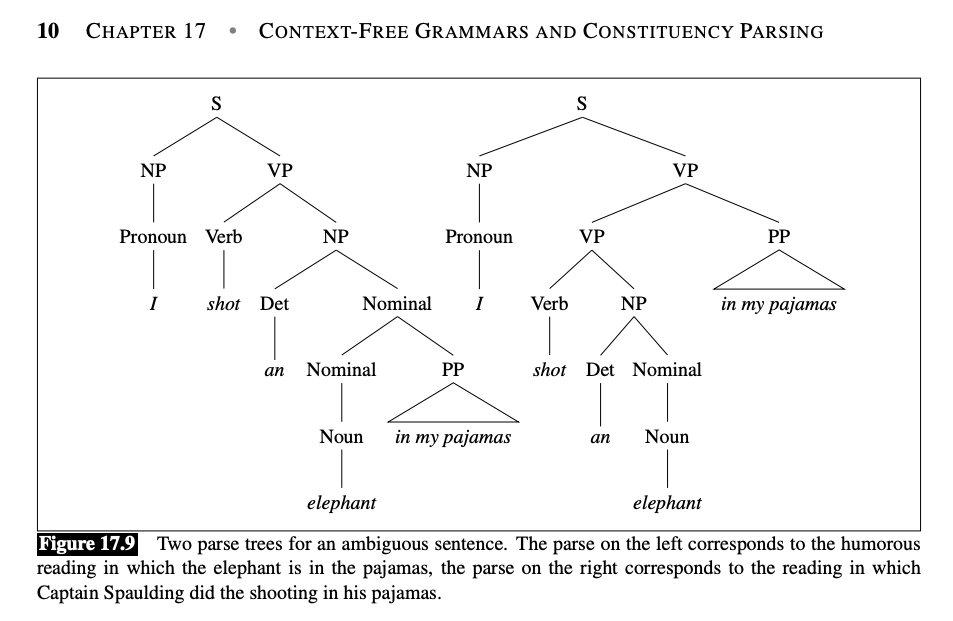 10 CHAPTER 17 • CONTEXT-FREE GRAMMARS AND CONSTITUENCY PARSING
S S
NP VP NP VP
Pronoun Verb NP Pronoun VP PP
I shot Det Nominal I Verb NP in my pajamas
an Nominal PP shot Det Nominal
Noun in my pajamas an Noun
elephant elephant
Figure 17.9 Two parse trees for an ambiguous sentence. The parse on the left corresponds to the humorous
reading in which the elephant is in the pajamas, the parse on the right corresponds to the reading in which
Captain Spaulding did the shooting in his pajamas.